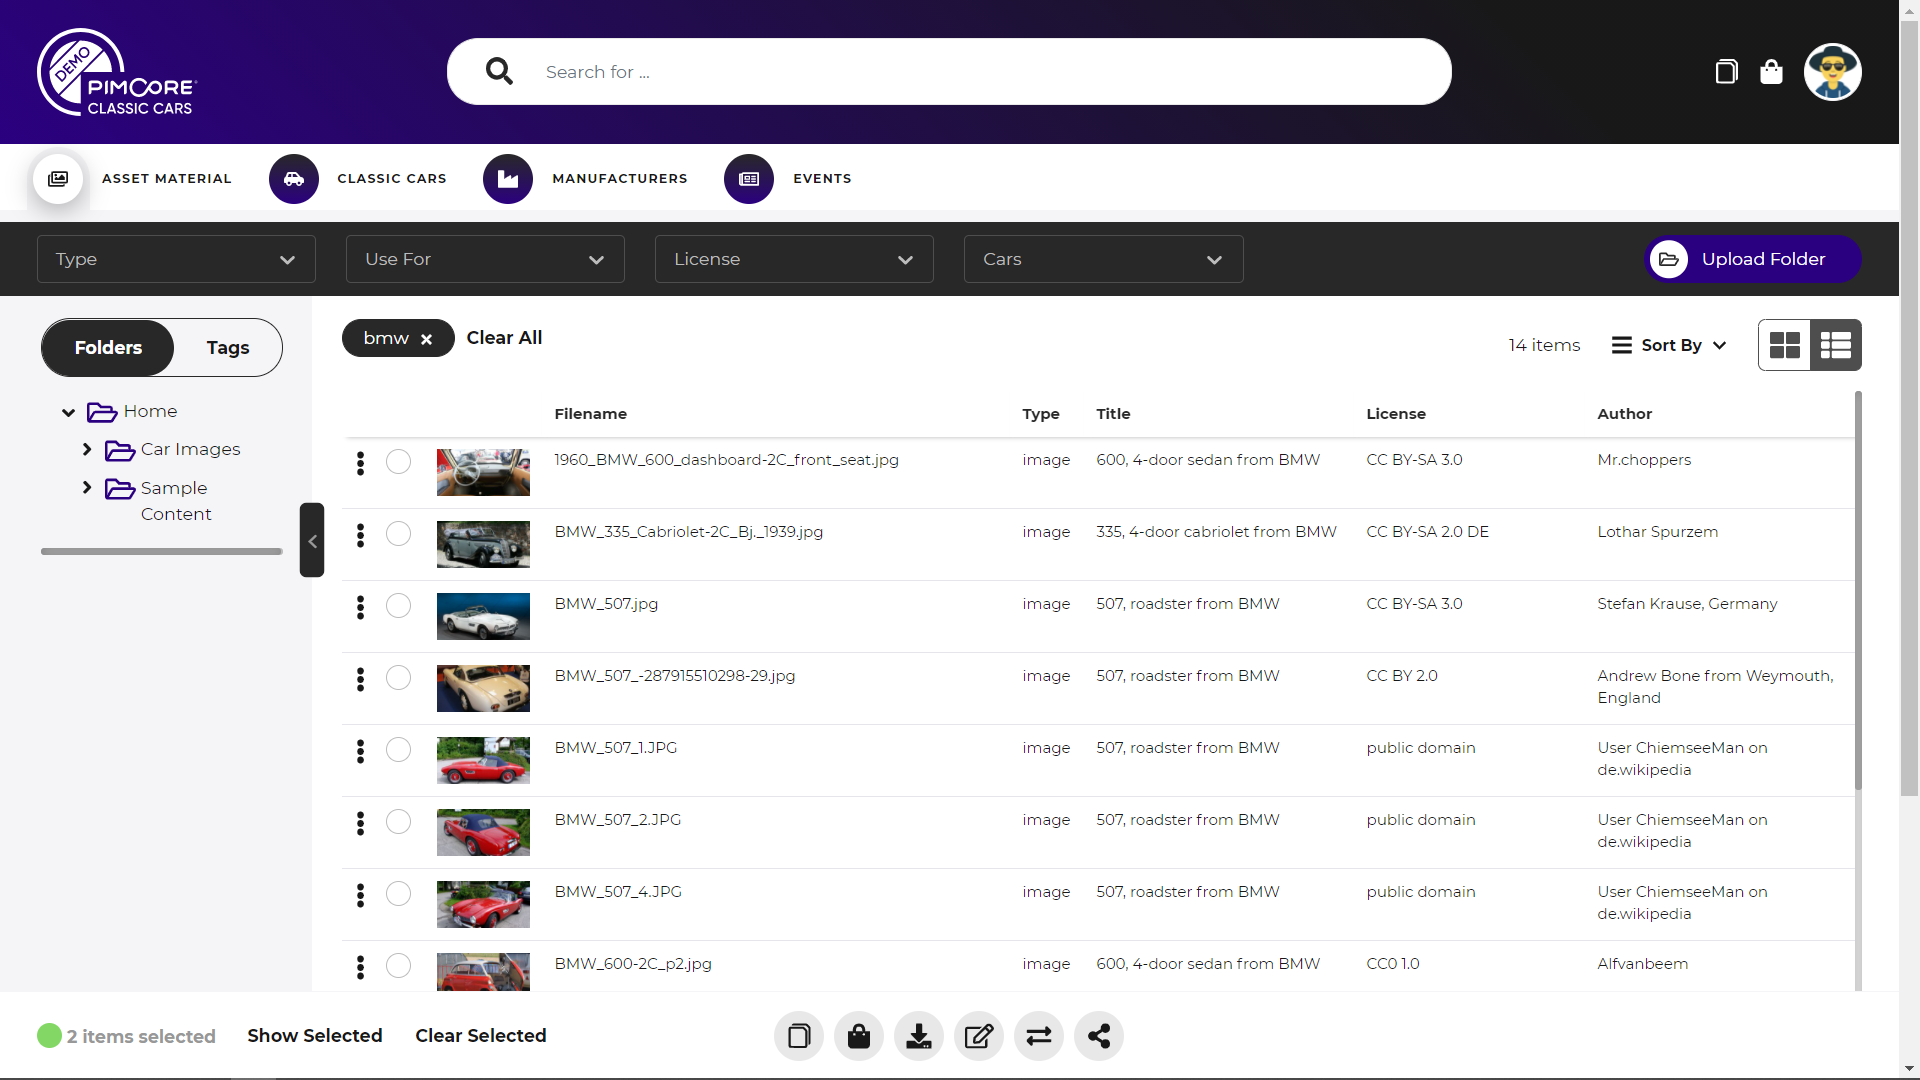 DEMO
PIMCORE
CLASSIC CARS
Search for ...
ASSET MATERIAL
CLASSIC CARS
MANUFACTURERS
EVENTS
Type
Use For
License
Cars
Upload Folder
Folders
Tags
Home
Car Images
Sample
Content
bmw
Clear All
14 items
Sort By
Filename Type Title License Author
1960_BMW_600_dashboard-2C_front_seat.jpg image 600, 4-door sedan from BMW CC BY-SA 3.0 Mr.choppers
BMW_335_Cabriolet-2C_Bj._1939.jpg image 335, 4-door cabriolet from BMW CC BY-SA 2.0 DE Lothar Spurzem
BMW_507.jpg image 507, roadster from BMW CC BY-SA 3.0 Stefan Krause, Germany
BMW_507_-287915510298-29.jpg image 507, roadster from BMW CC BY 2.0 Andrew Bone from Weymouth,
England
BMW_507_1.JPG image 507, roadster from BMW public domain User ChiemseeMan on
de.wikipedia
BMW_507_2.JPG image 507, roadster from BMW public domain User ChiemseeMan on
de.wikipedia
BMW_507_4.JPG image 507, roadster from BMW public domain User ChiemseeMan on
de.wikipedia
BMW_600-2C_p2.jpg image 600, 4-door sedan from BMW CC0 1.0 Alfvanbeem
2 items selected
Show Selected
Clear Selected